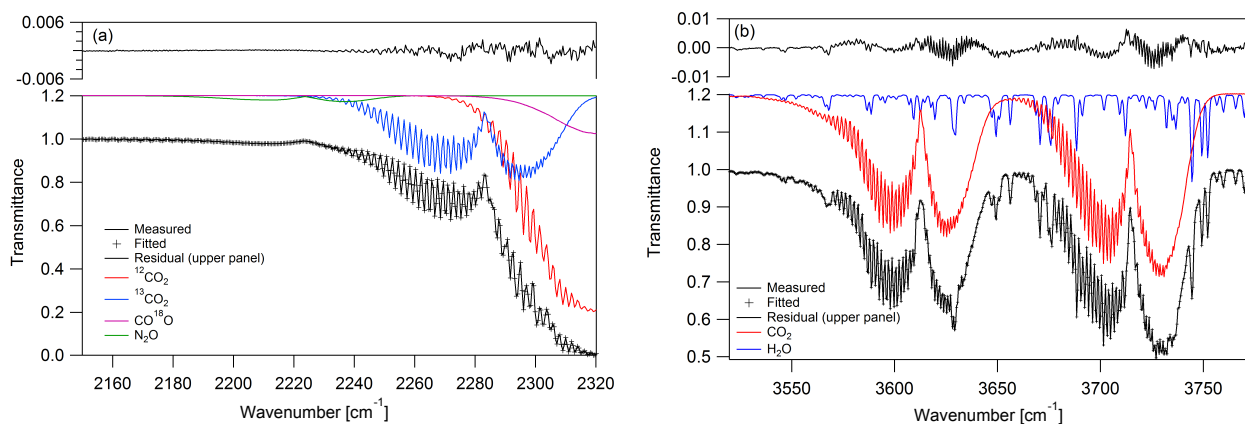 (a)
0.006
-0.006
1.2
1.0
0.8
0.6
0.4
0.2
0.0
Transmittance
Measured
Fitted
Residual (upper panel)
¹²CO₂
¹³CO₂
CO¹⁸O
N₂O
2160 2180 2200 2220 2240 2260 2280 2300 2320
Wavenumber [cm⁻¹]
(b)
0.01
0.00
-0.01
1.2
1.1
1.0
0.9
0.8
0.7
0.6
0.5
Transmittance
Measured
Fitted
Residual (upper panel)
CO₂
H₂O
3550 3600 3650 3700 3750
Wavenumber [cm⁻¹]